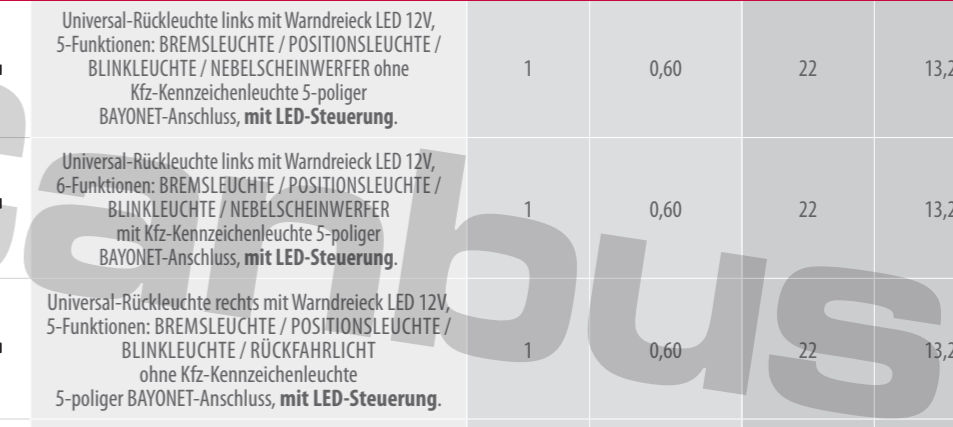 Universal-Rückleuchte links mit Warndreieck LED 12V,
5-Funktionen: BREMSLEUCHTE / POSITIONSLEUCHTE /
BLINKLEUCHTE / NEBELSCHEINWERFER ohne
Kfz-Kennzeichenleuchte 5-poliger
BAYONET-Anschluss, mit LED-Steuerung.
1 0,60 22 13,2
Universal-Rückleuchte links mit Warndreieck LED 12V,
6-Funktionen: BREMSLEUCHTE / POSITIONSLEUCHTE /
BLINKLEUCHTE / NEBELSCHEINWERFER
mit Kfz-Kennzeichenleuchte 5-poliger
BAYONET-Anschluss, mit LED-Steuerung.
1 0,60 22 13,2
Universal-Rückleuchte rechts mit Warndreieck LED 12V,
5-Funktionen: BREMSLEUCHTE / POSITIONSLEUCHTE /
BLINKLEUCHTE / RÜCKFAHRLICHT
ohne Kfz-Kennzeichenleuchte
5-poliger BAYONET-Anschluss, mit LED-Steuerung.
1 0,60 22 13,2
Canbus